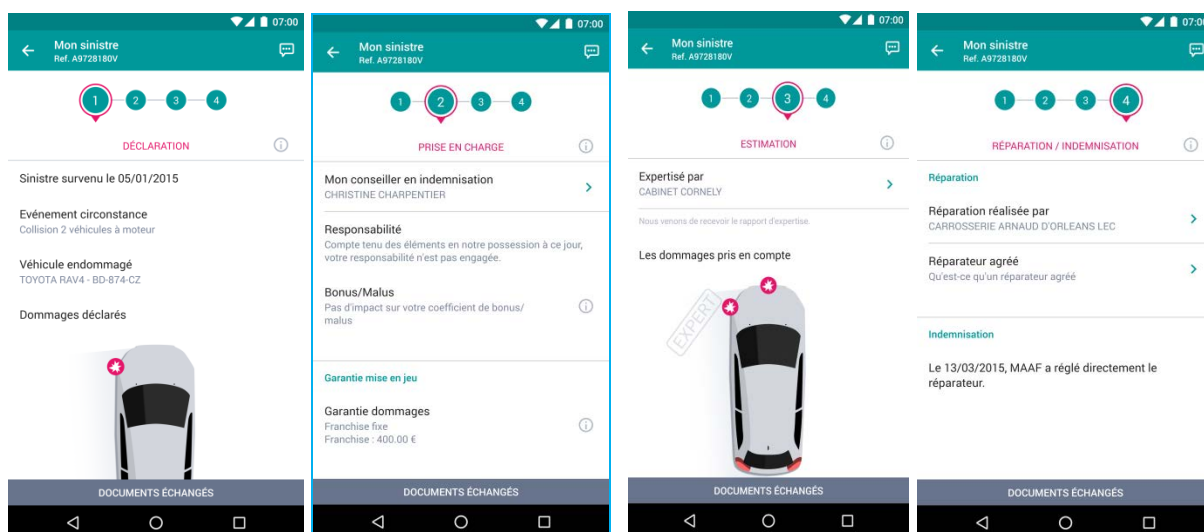 07:00
Mon sinistre
Ref. A9728180V
1 2 3 4
DÉCLARATION
Sinistre survenu le 05/01/2015
Evénement circonstance
Collision 2 véhicules à moteur
Véhicule endommagé
TOYOTA RAV4 - BD-874-CZ
Dommages déclarés
DOCUMENTS ÉCHANGÉS
07:00
Mon sinistre
Ref. A9728180V
1 2 3 4
PRISE EN CHARGE
Mon conseiller en indemnisation
CHRISTINE CHARPENTIER
Responsabilité
Compte tenu des éléments en notre possession à ce jour,
votre responsabilité n'est pas engagée.
Bonus/Malus
Pas d'impact sur votre coefficient de bonus/
malus
Garantie mise en jeu
Garantie dommages
Franchise fixe
Franchise : 400.00 €
DOCUMENTS ÉCHANGÉS
07:00
Mon sinistre
Ref. A9728180V
1 2 3 4
ESTIMATION
Expertisé par
CABINET CORNELY
Nous venons de recevoir le rapport d'expertise.
Les dommages pris en compte
EXPERT
DOCUMENTS ÉCHANGÉS
07:00
Mon sinistre
Ref. A9728180V
1 2 3 4
RÉPARATION / INDEMNISATION
Réparation
Réparation réalisée par
CARROSSERIE ARNAUD D'ORLEANS LEC
Réparateur agréé
Qu'est-ce qu'un réparateur agréé
Indemnisation
Le 13/03/2015, MAAF a réglé directement le
réparateur.
DOCUMENTS ÉCHANGÉS